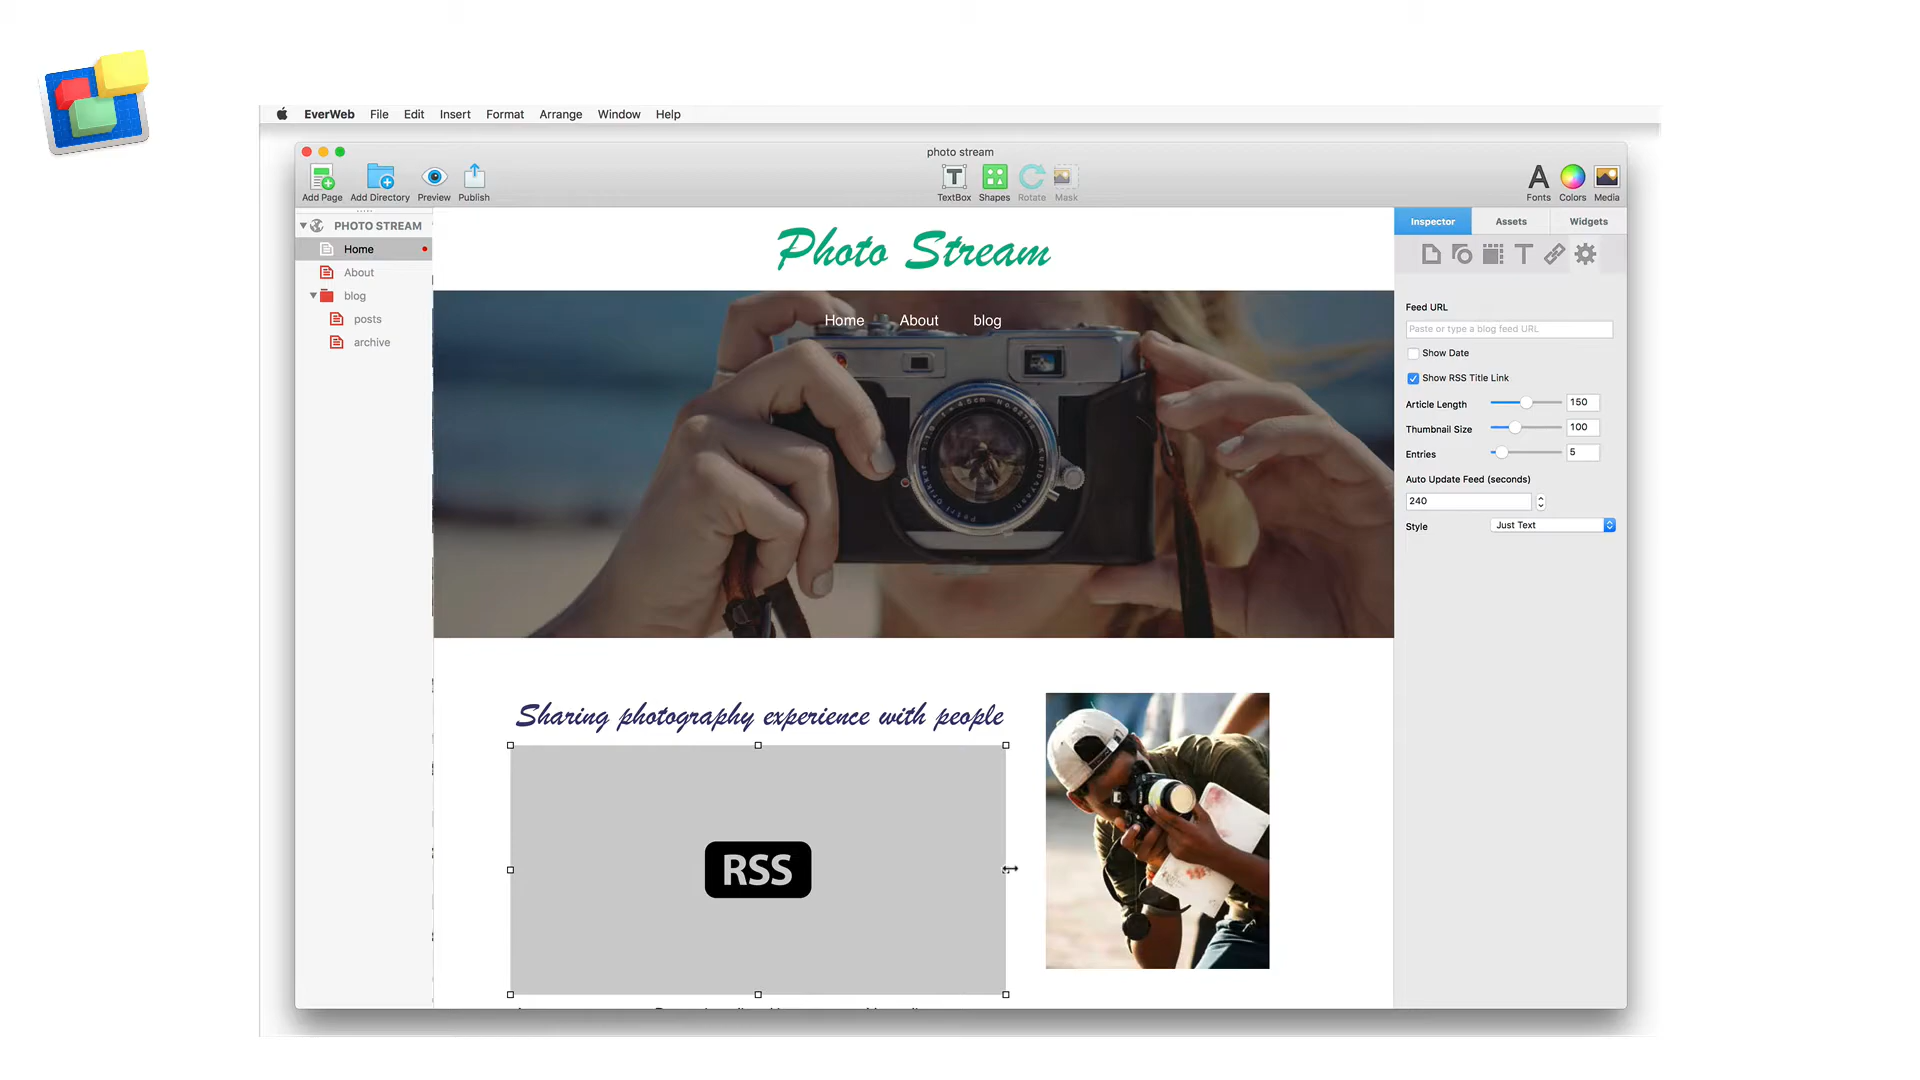 EverWeb File Edit Insert Format Arrange Window Help
photo stream
Add Page Add Directory Preview Publish
TextBox Shapes Rotate Mask
Fonts Colors Media
PHOTO STREAM
Home
About
blog
posts
archive
Photo Stream
Home About blog
Sharing photography experience with people
RSS
Inspector Assets Widgets
Feed URL
Paste or type a blog feed URL
Show Date
Show RSS Title Link
Article Length 150
Thumbnail Size 100
Entries 5
Auto Update Feed (seconds)
240
Style Just Text